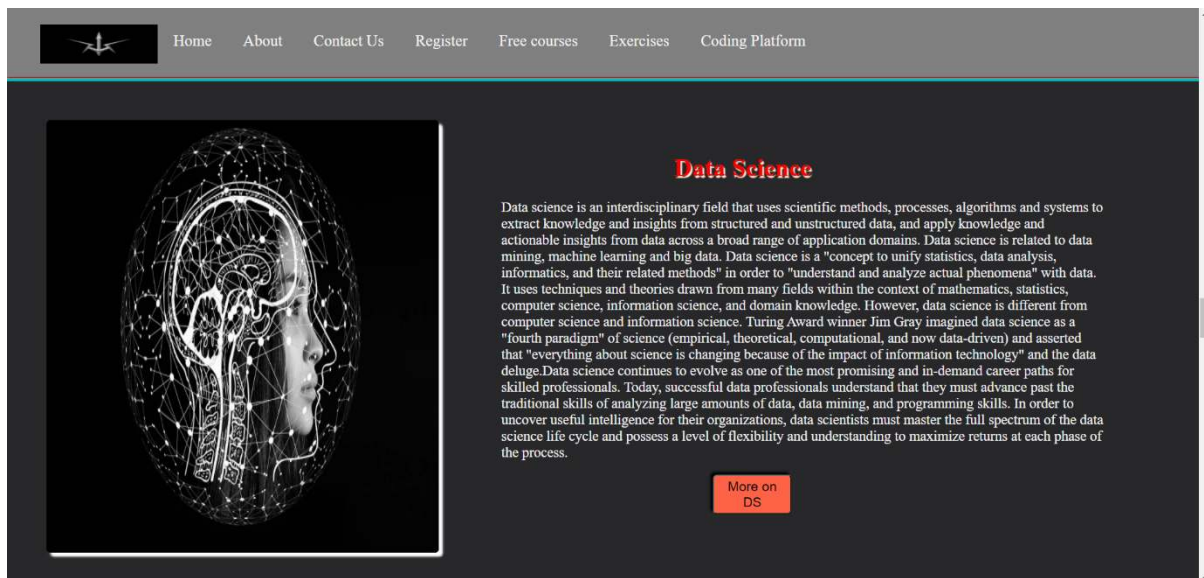 Home About Contact Us Register Free courses Exercises Coding Platform
Data Science
Data science is an interdisciplinary field that uses scientific methods, processes, algorithms and systems to
extract knowledge and insights from structured and unstructured data, and apply knowledge and
actionable insights from data across a broad range of application domains. Data science is related to data
mining, machine learning and big data. Data science is a "concept to unify statistics, data analysis,
informatics, and their related methods" in order to "understand and analyze actual phenomena" with data.
It uses techniques and theories drawn from many fields within the context of mathematics, statistics,
computer science, information science, and domain knowledge. However, data science is different from
computer science and information science. Turing Award winner Jim Gray imagined data science as a
"fourth paradigm" of science (empirical, theoretical, computational, and now data-driven) and asserted
that "everything about science is changing because of the impact of information technology" and the data
deluge.Data science continues to evolve as one of the most promising and in-demand career paths for
skilled professionals. Today, successful data professionals understand that they must advance past the
traditional skills of analyzing large amounts of data, data mining, and programming skills. In order to
uncover useful intelligence for their organizations, data scientists must master the full spectrum of the data
science life cycle and possess a level of flexibility and understanding to maximize returns at each phase of
the process.
More on
DS